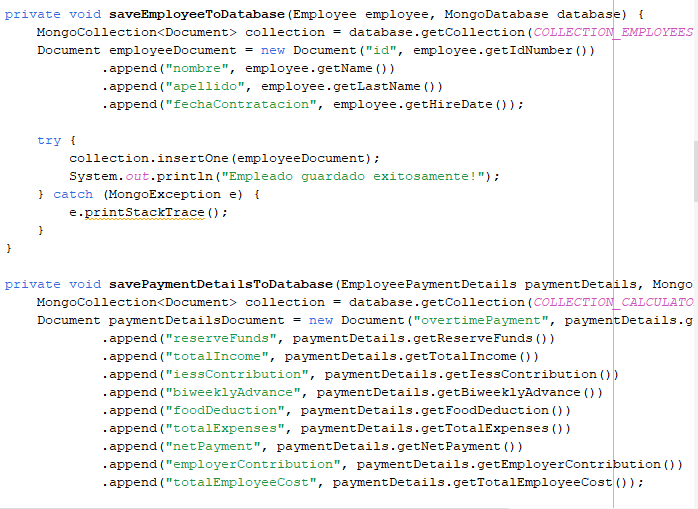 private void saveEmployeeToDatabase(Employee employee, MongoDatabase database) {
    MongoCollection<Document> collection = database.getCollection(COLLECTION_EMPLOYEES
    Document employeeDocument = new Document("id", employee.getIdNumber())
            .append("nombre", employee.getName())
            .append("apellido", employee.getLastName())
            .append("fechaContratacion", employee.getHireDate());
    try {
        collection.insertOne(employeeDocument);
        System.out.println("Empleado guardado exitosamente!");
    } catch (MongoException e) {
        e.printStackTrace();
    }
}
private void savePaymentDetailsToDatabase(EmployeePaymentDetails paymentDetails, Mongo
    MongoCollection<Document> collection = database.getCollection(COLLECTION_CALCULATO
    Document paymentDetailsDocument = new Document("overtimePayment", paymentDetails.g
            .append("reserveFunds", paymentDetails.getReserveFunds())
            .append("totalIncome", paymentDetails.getTotalIncome())
            .append("iessContribution", paymentDetails.getIessContribution())
            .append("biweeklyAdvance", paymentDetails.getBiweeklyAdvance())
            .append("foodDeduction", paymentDetails.getFoodDeduction())
            .append("totalExpenses", paymentDetails.getTotalExpenses())
            .append("netPayment", paymentDetails.getNetPayment())
            .append("employerContribution", paymentDetails.getEmployerContribution())
            .append("totalEmployeeCost", paymentDetails.getTotalEmployeeCost());